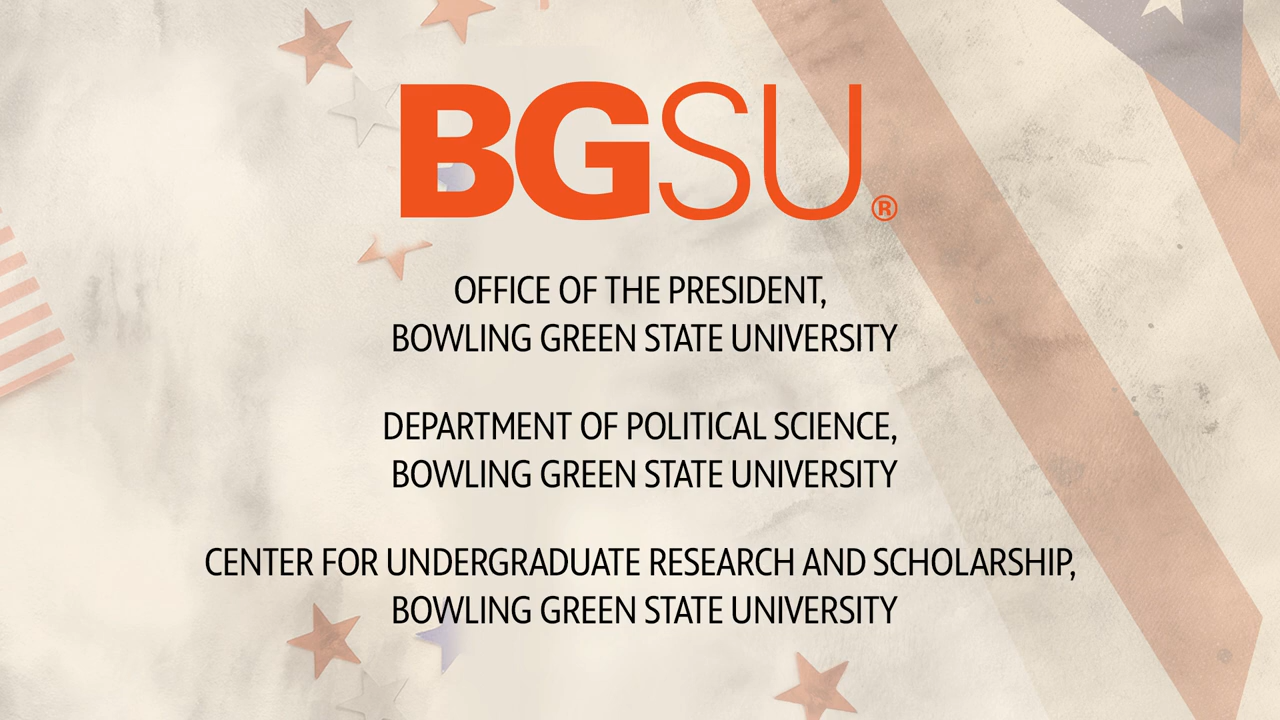 BGSU®
OFFICE OF THE PRESIDENT,
BOWLING GREEN STATE UNIVERSITY
DEPARTMENT OF POLITICAL SCIENCE,
BOWLING GREEN STATE UNIVERSITY
CENTER FOR UNDERGRADUATE RESEARCH AND SCHOLARSHIP,
BOWLING GREEN STATE UNIVERSITY